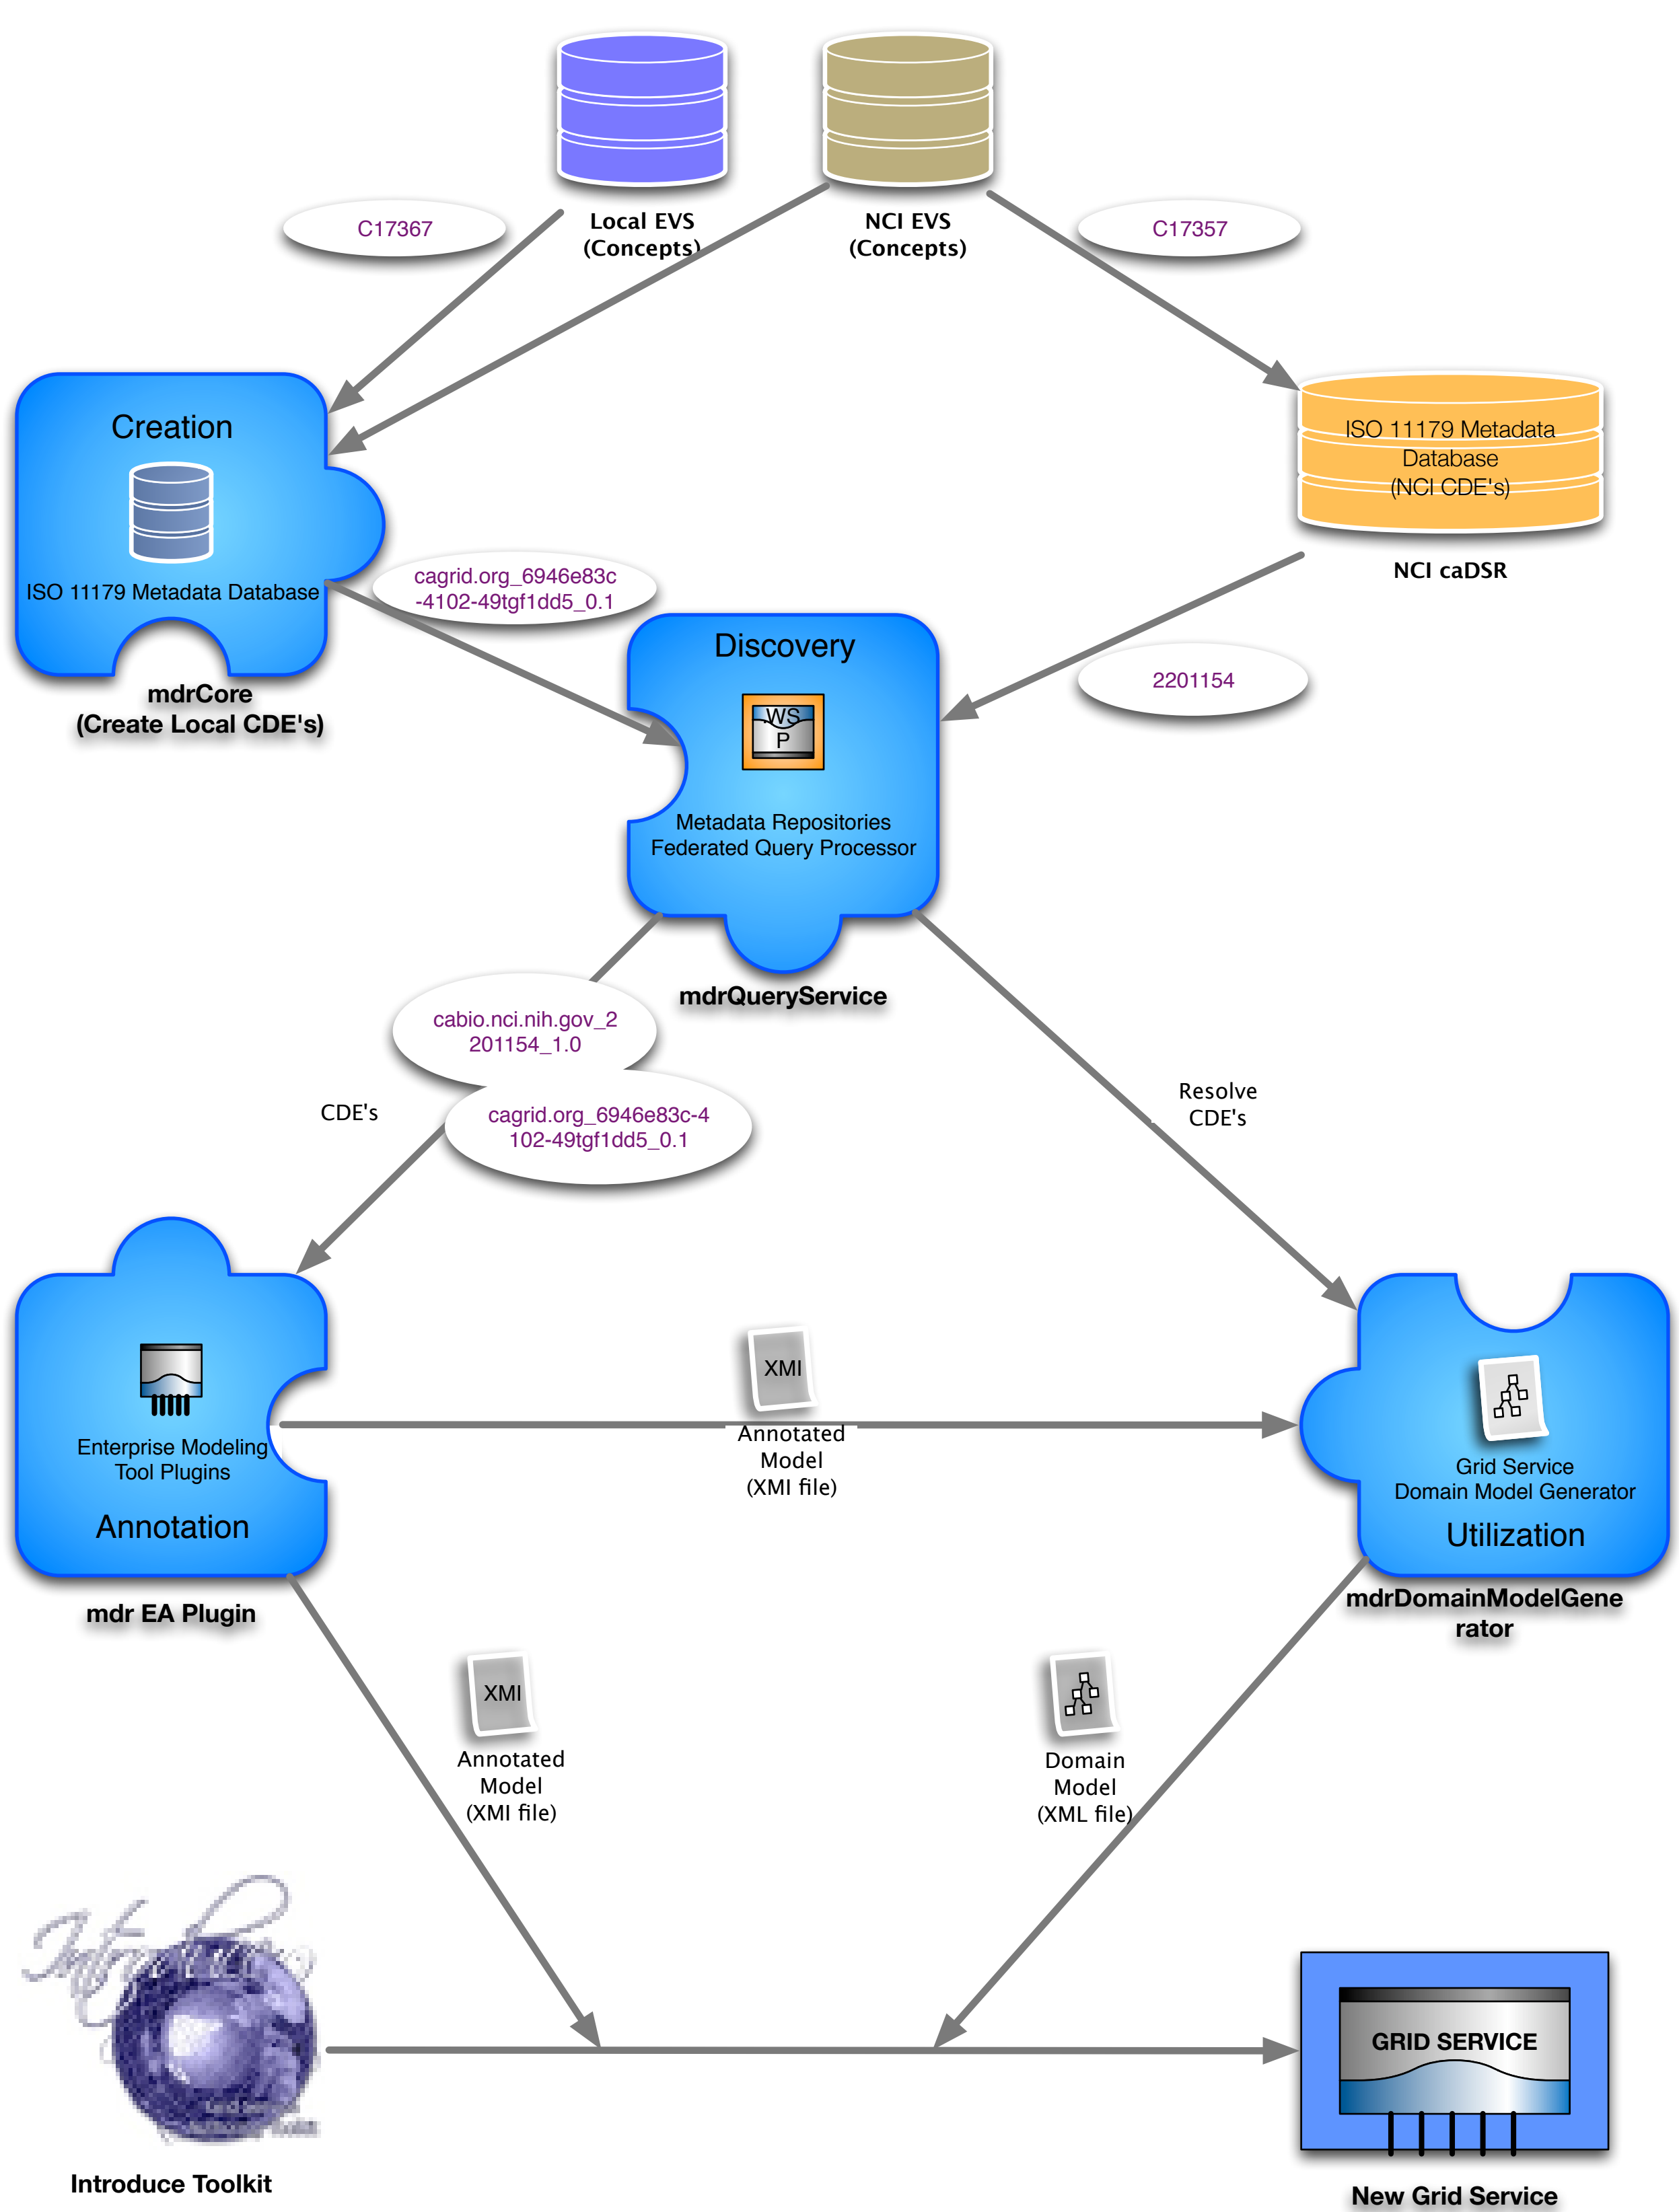 C17367
Local EVS
(Concepts)
NCI EVS
(Concepts)
C17357
Creation
ISO 11179 Metadata Database
mdrCore
(Create Local CDE's)
ISO 11179 Metadata
Database
(NCI CDE's)
NCI caDSR
cagrid.org_6946e83c
-4102-49tgf1dd5_0.1
2201154
Discovery
WS
P
Metadata Repositories
Federated Query Processor
mdrQueryService
cabio.nci.nih.gov_2
201154_1.0
CDE's
cagrid.org_6946e83c-4
102-49tgf1dd5_0.1
Resolve
CDE's
Enterprise Modeling
Tool Plugins
Annotation
mdr EA Plugin
XMI
Annotated
Model
(XMI file)
Grid Service
Domain Model Generator
Utilization
mdrDomainModelGene
rator
XMI
Annotated
Model
(XMI file)
Domain
Model
(XML file)
Introduce
Introduce Toolkit
GRID SERVICE
New Grid Service